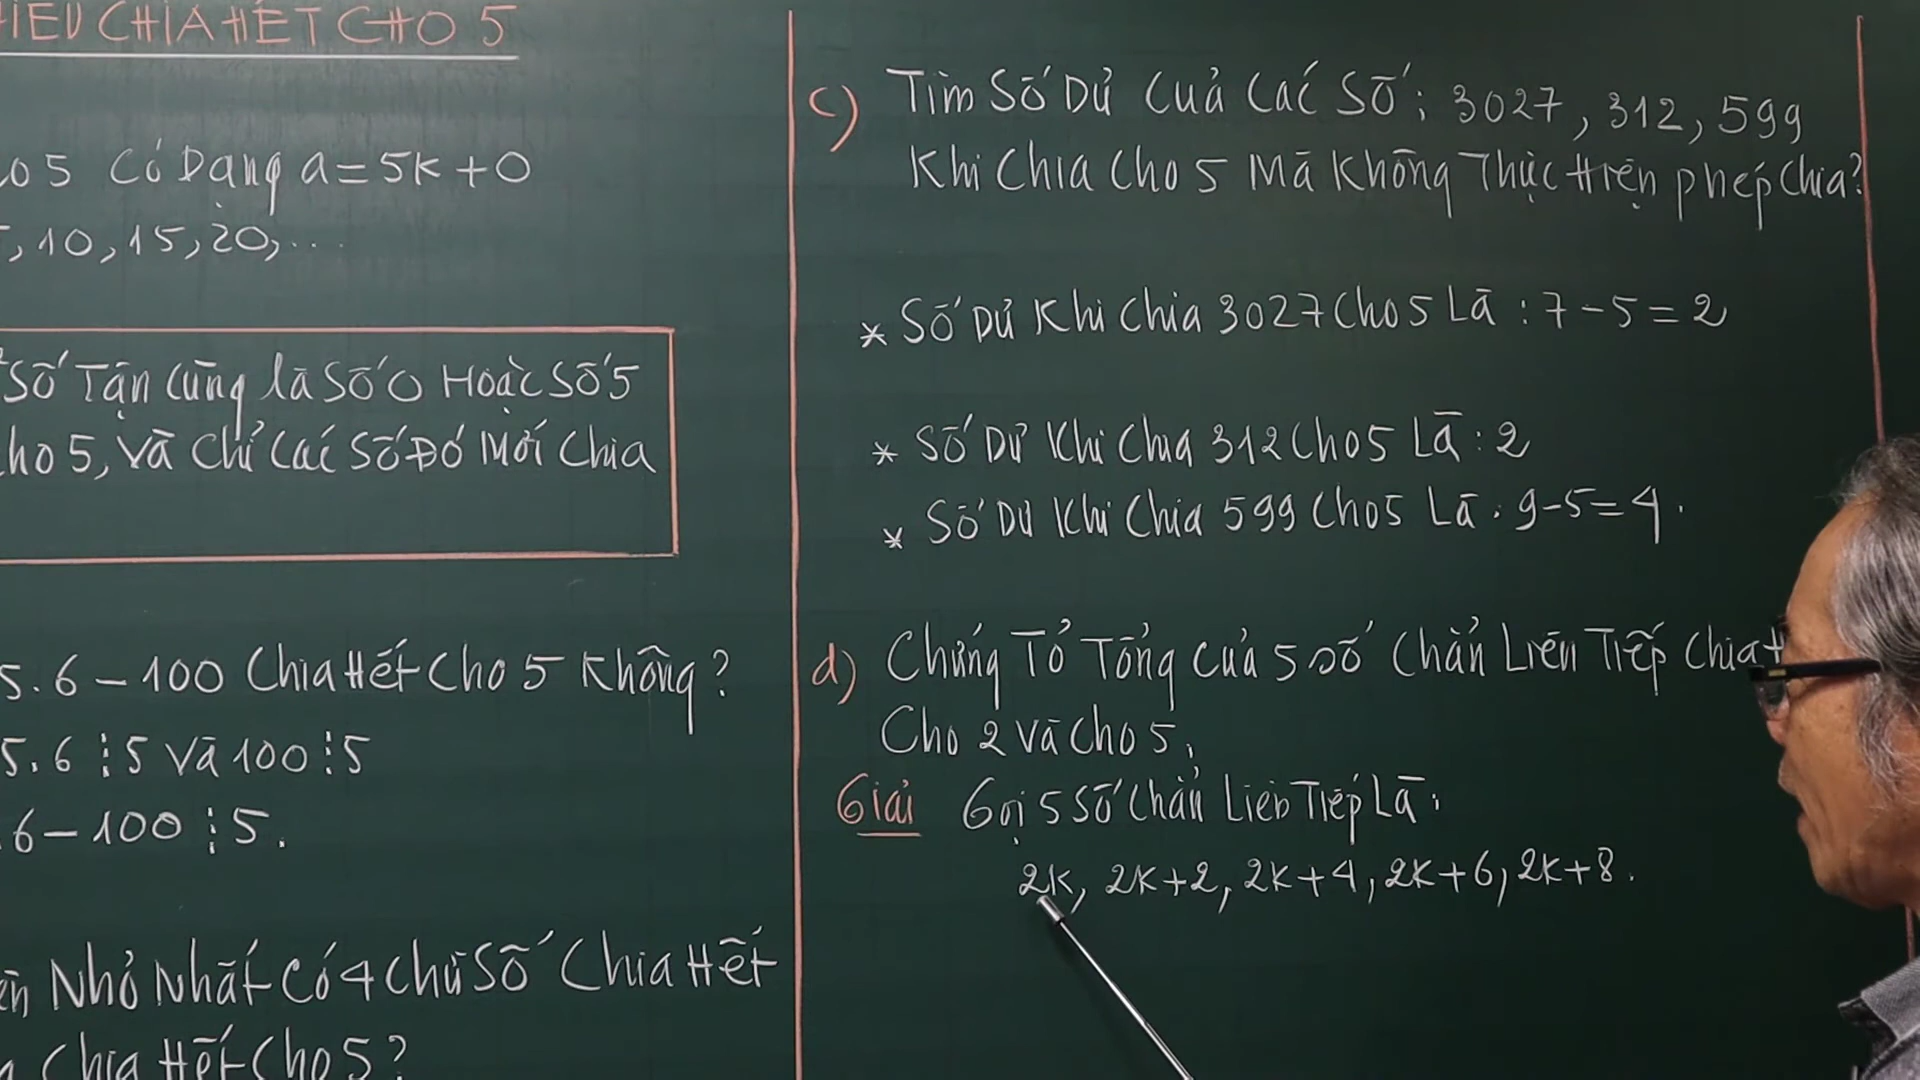 HIỆU CHIA HẾT CHO 5
Cho 5 Có Dạng a = 5K + 0
, 10, 15, 20, ...
Số Tận Cùng là Số 0 Hoặc Số 5
Cho 5, Và Chỉ Các Số Đó Mới Chia
5.6 – 100 Chia Hết Cho 5 Không?
5.6 ⋮ 5 Và 100 ⋮ 5
.6 – 100 ⋮ 5.
Nhỏ Nhất Có 4 Chữ Số Chia Hết
Chia Hết Cho 5?
c) Tìm Số Dư Của Các Số: 3027, 312, 599
Khi Chia Cho 5 Mà Không Thực Hiện Phép Chia?
* Số Dư Khi Chia 3027 Cho 5 Là : 7 - 5 = 2
* Số Dư Khi Chia 312 Cho 5 Là : 2
* Số Dư Khi Chia 599 Cho 5 Là : 9 - 5 = 4.
d) Chứng Tỏ Tổng Của 5 Số Chẵn Liên Tiếp Chia
Cho 2 Và Cho 5.
Giải Gọi 5 Số Chẵn Liên Tiếp Là:
2K, 2K+2, 2K+4, 2K+6, 2K+8.